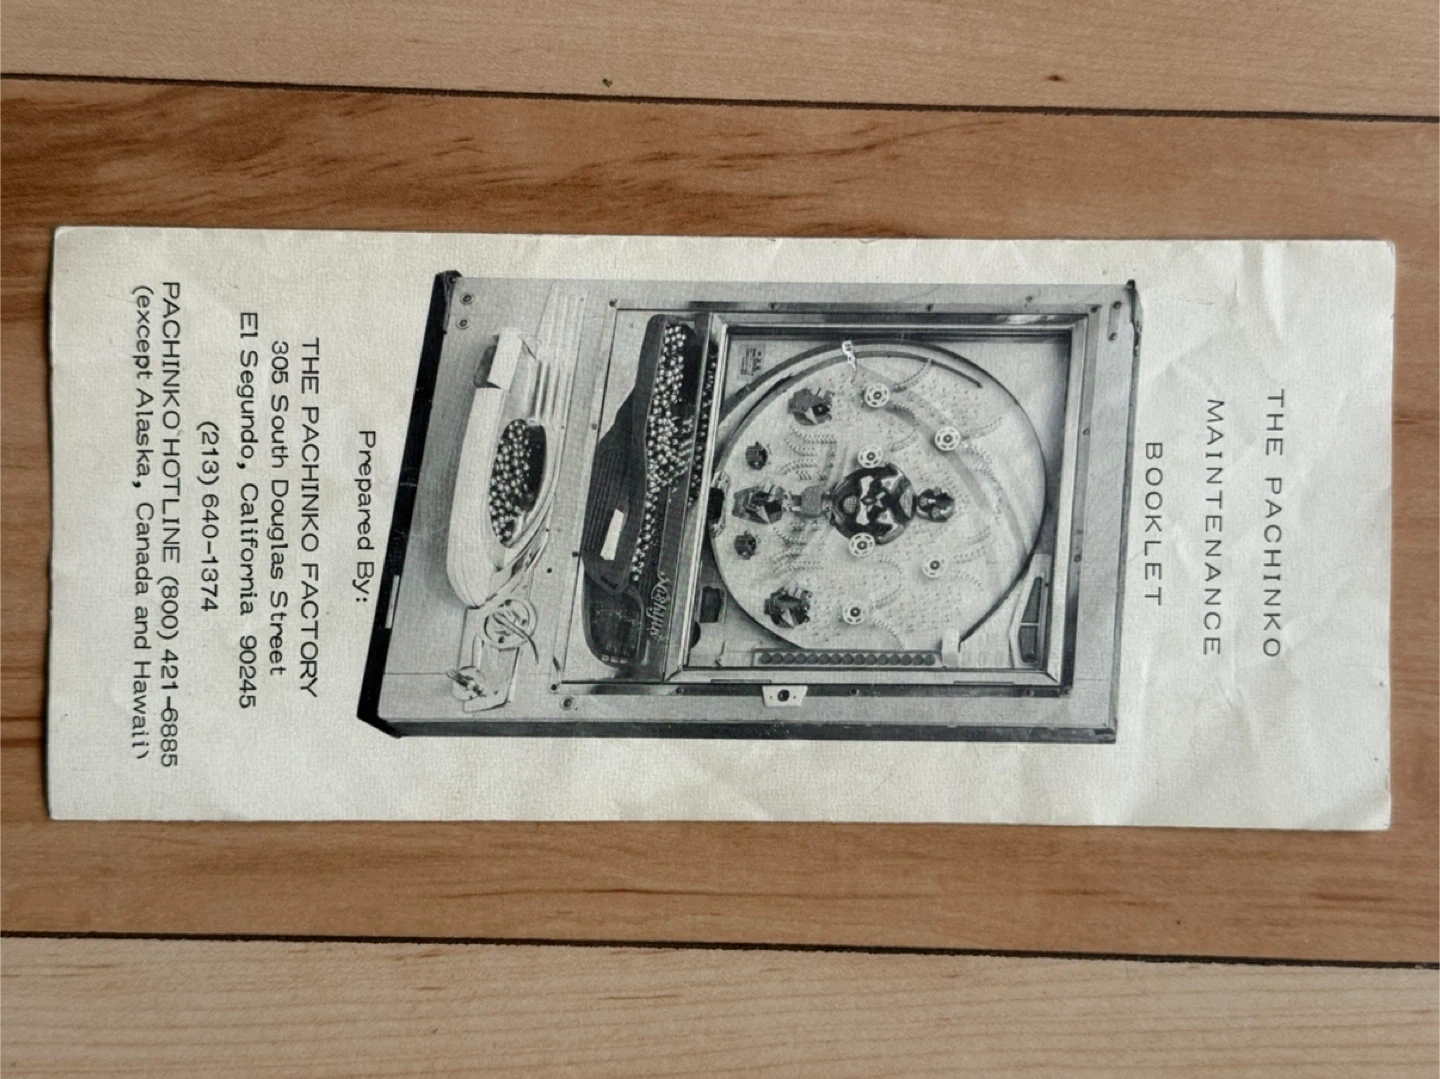 THE PACHINKO
MAINTENANCE
BOOKLET
Nishijin
Prepared By:
THE PACHINKO FACTORY
305 South Douglas Street
El Segundo, California 90245
(213) 640-1374
PACHINKO HOTLINE (800) 421-6885
(except Alaska, Canada and Hawaii)